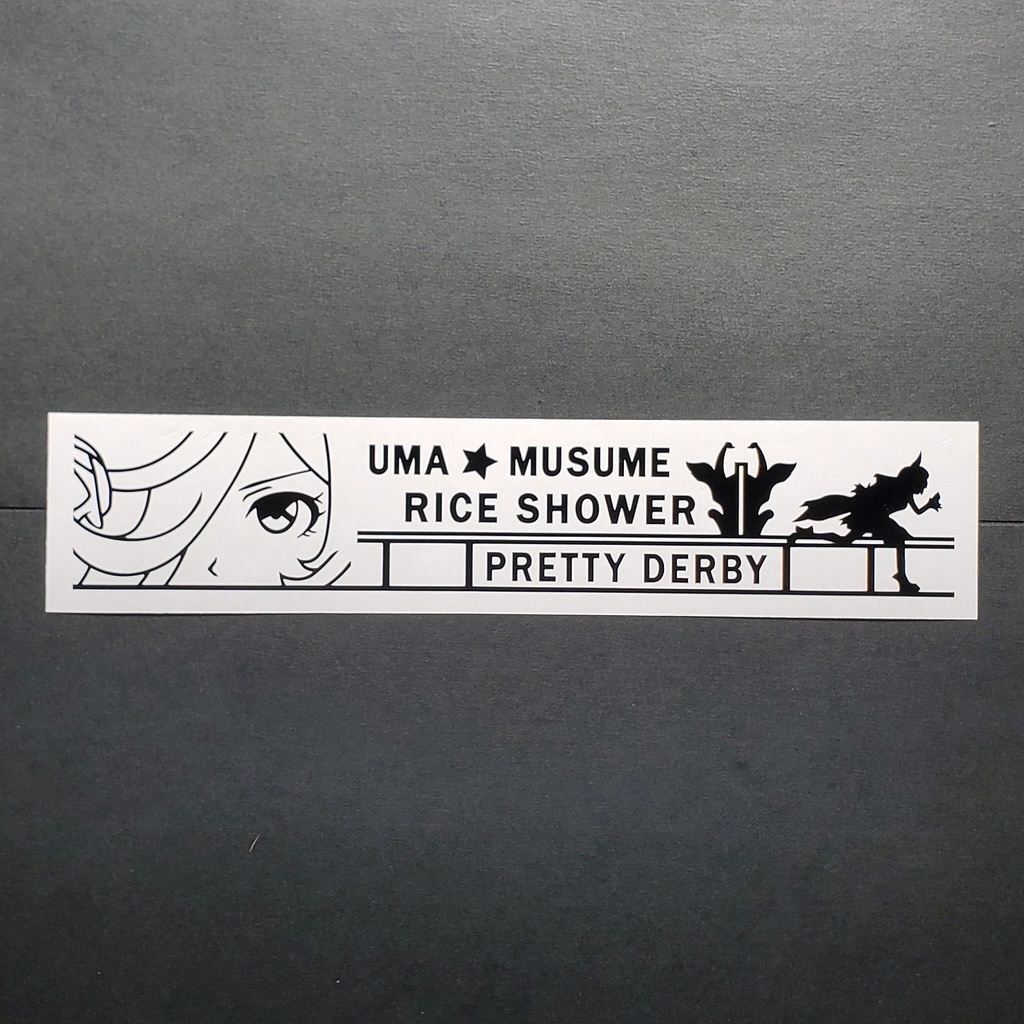 UMA ★ MUSUME
RICE SHOWER
PRETTY DERBY